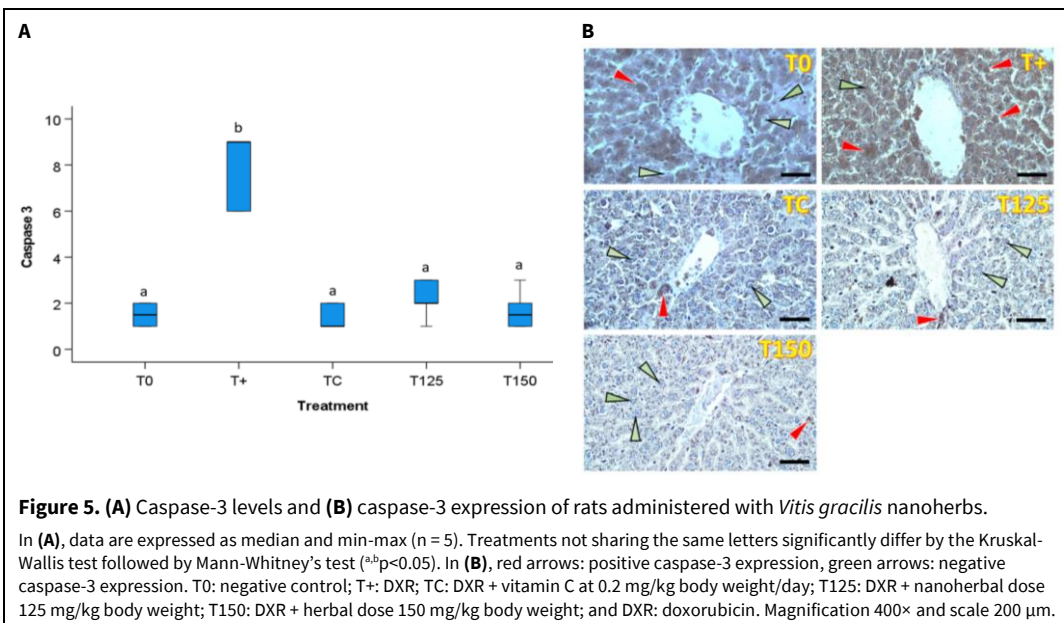 A
B
10
8
6
4
2
0
Caspase 3
b
a
a
a
a
T0
T+
TC
T125
T150
Treatment
T0
T+
TC
T125
T150
Figure 5. (A) Caspase-3 levels and (B) caspase-3 expression of rats administered with Vitis gracilis nanoherbs.
In (A), data are expressed as median and min-max (n = 5). Treatments not sharing the same letters significantly differ by the Kruskal-
Wallis test followed by Mann-Whitney’s test (a,bp<0.05). In (B), red arrows: positive caspase-3 expression, green arrows: negative
caspase-3 expression. T0: negative control; T+: DXR; TC: DXR + vitamin C at 0.2 mg/kg body weight/day; T125: DXR + nanoherbal dose
125 mg/kg body weight; T150: DXR + herbal dose 150 mg/kg body weight; and DXR: doxorubicin. Magnification 400× and scale 200 µm.